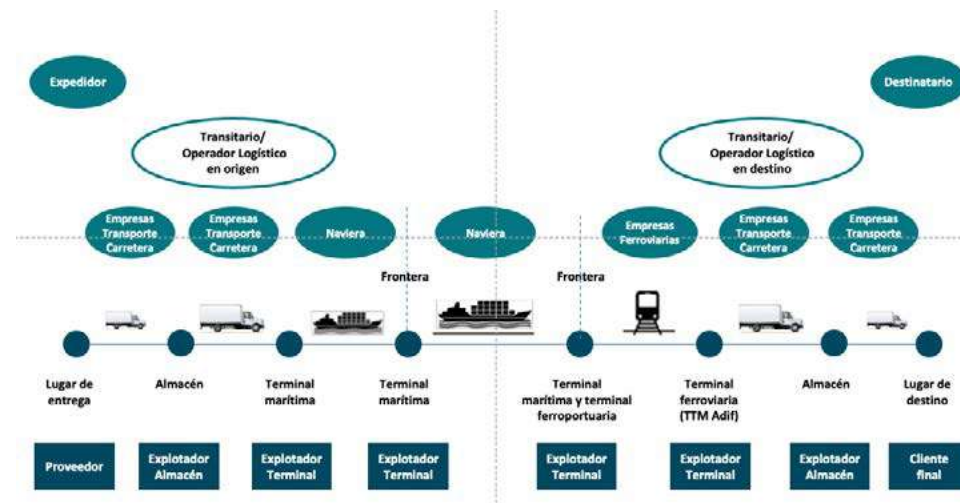 Expedidor
Destinatario
Transitario/
Operador Logístico
en origen
Transitario/
Operador Logístico
en destino
Empresas
Transporte
Carretera
Empresas
Transporte
Carretera
Naviera
Naviera
Empresas
Ferroviarias
Empresas
Transporte
Carretera
Empresas
Transporte
Carretera
Frontera
Frontera
Lugar de
entrega
Almacén
Terminal
marítima
Terminal
marítima
Terminal
marítima y terminal
ferroportuaria
Terminal
ferroviaria
(TTM Adif)
Almacén
Lugar de
destino
Proveedor
Explotador
Almacén
Explotador
Terminal
Explotador
Terminal
Explotador
Terminal
Explotador
Terminal
Explotador
Almacén
Cliente
final